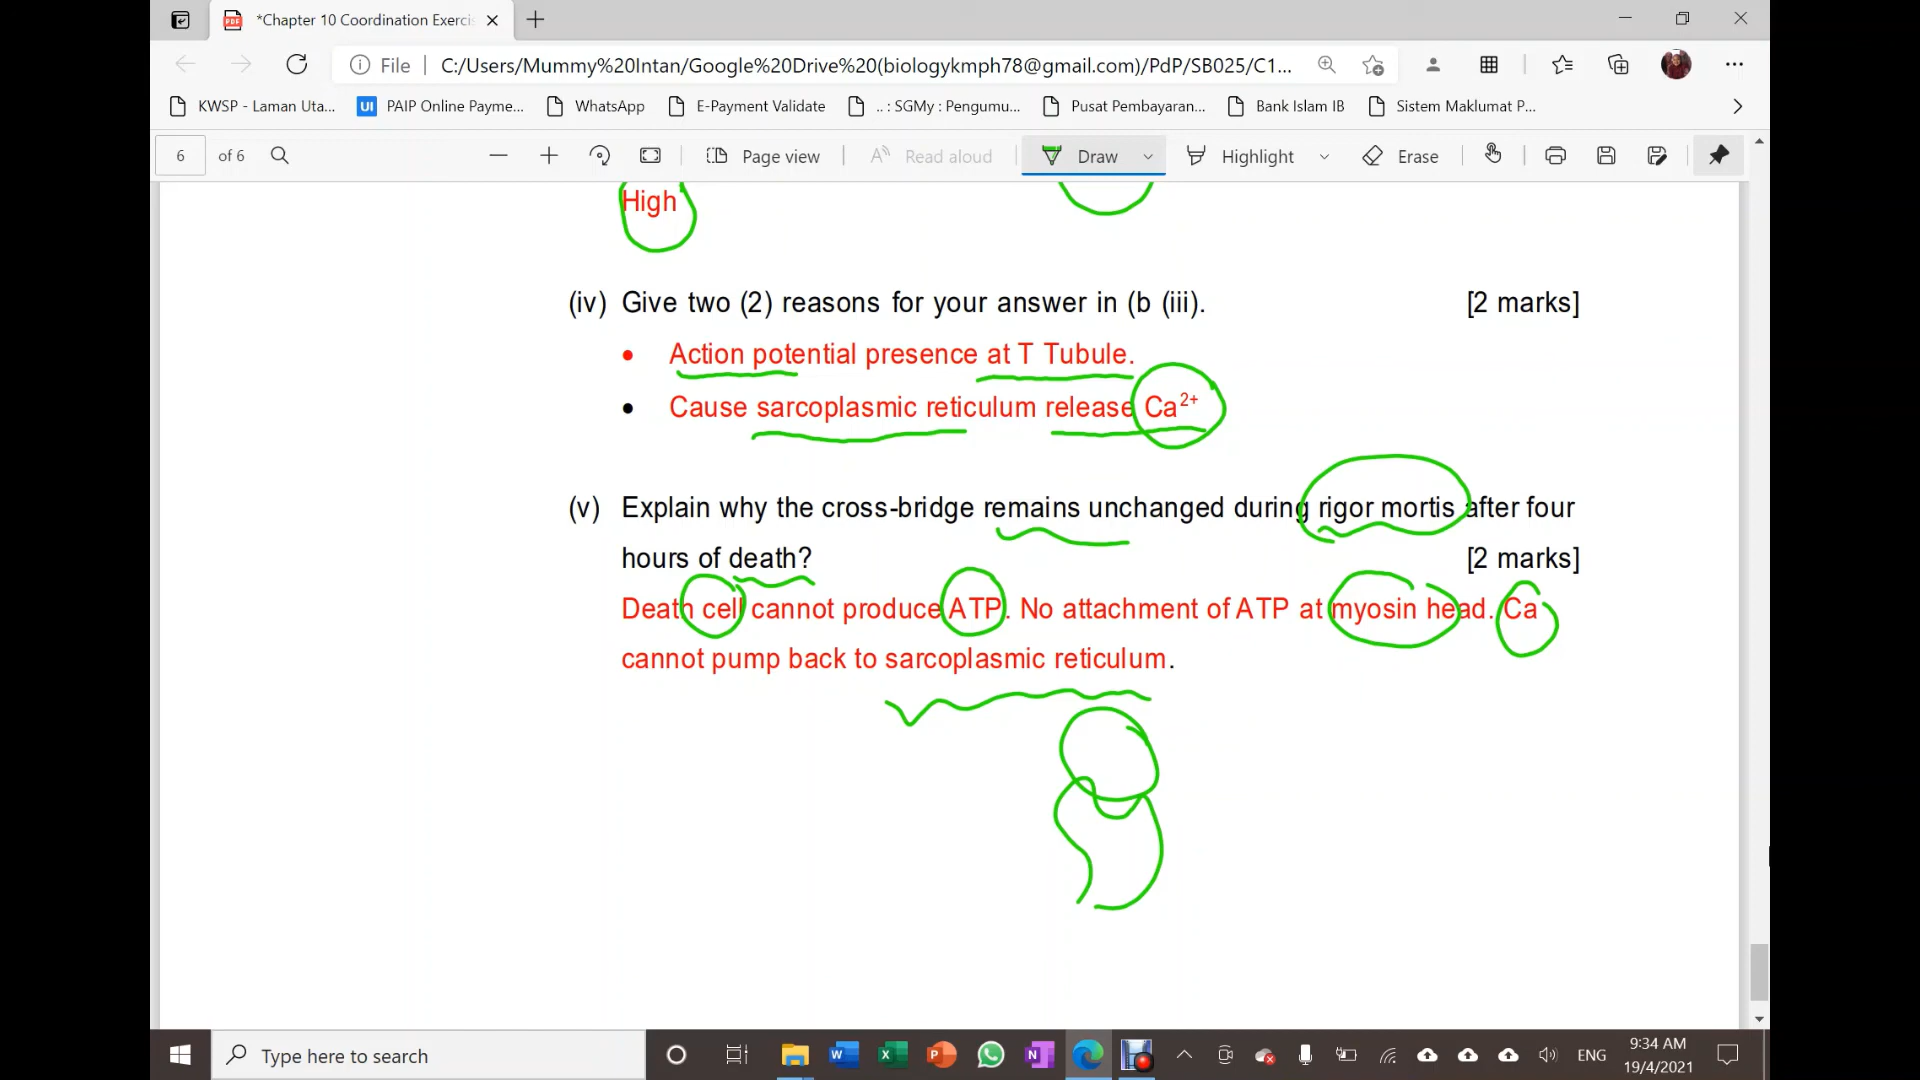 *Chapter 10 Coordination Exerci
File C:/Users/Mummy%20Intan/Google%20Drive%20(biologykmph78@gmail.com)/PdP/SB025/C1...
KWSP - Laman Uta... PAIP Online Payme... WhatsApp E-Payment Validate .. : SGMy : Pengumu... Pusat Pembayaran... Bank Islam IB Sistem Maklumat P...
6 of 6 Page view Read aloud Draw Highlight Erase
High
(iv) Give two (2) reasons for your answer in (b (iii). [2 marks]
• Action potential presence at T Tubule.
• Cause sarcoplasmic reticulum release Ca2+
(v) Explain why the cross-bridge remains unchanged during rigor mortis after four
hours of death? [2 marks]
Death cell cannot produce ATP. No attachment of ATP at myosin head. Ca
cannot pump back to sarcoplasmic reticulum.
Type here to search ENG 9:34 AM
19/4/2021